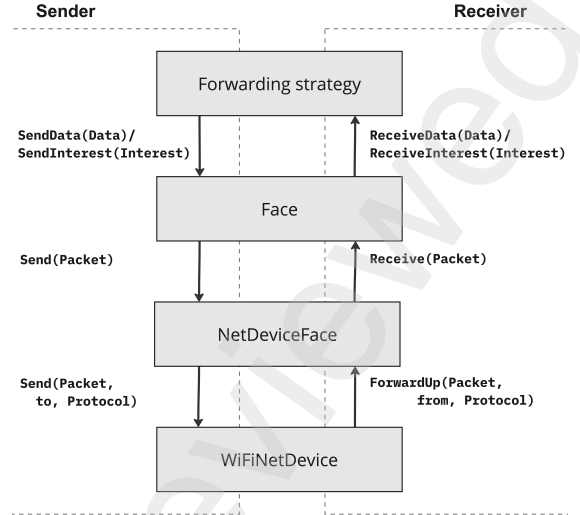 Sender
Receiver
Forwarding strategy
SendData(Data)/
SendInterest(Interest)
ReceiveData(Data)/
ReceiveInterest(Interest)
Face
Send(Packet)
Receive(Packet)
NetDeviceFace
Send(Packet,
to, Protocol)
ForwardUp(Packet,
from, Protocol)
WiFiNetDevice
eviewed